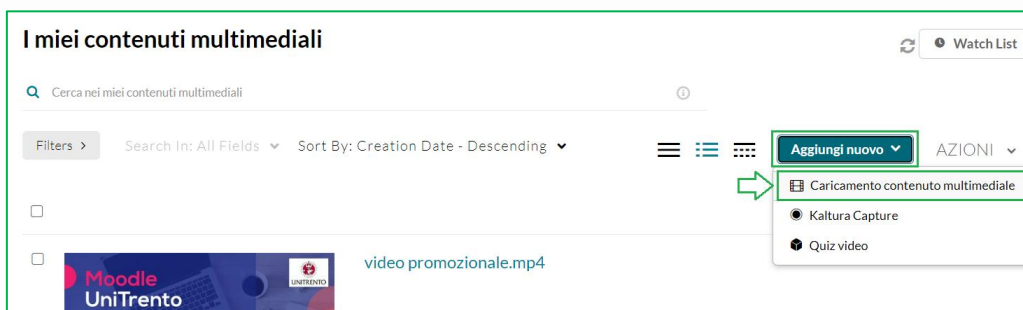 I miei contenuti multimediali
Watch List
Cerca nei miei contenuti multimediali
Filters >
Search In: All Fields
Sort By: Creation Date - Descending
Aggiungi nuovo
AZIONI
Caricamento contenuto multimediale
Kaltura Capture
Quiz video
video promozionale.mp4
Moodle
UniTrento
UNITRENTO